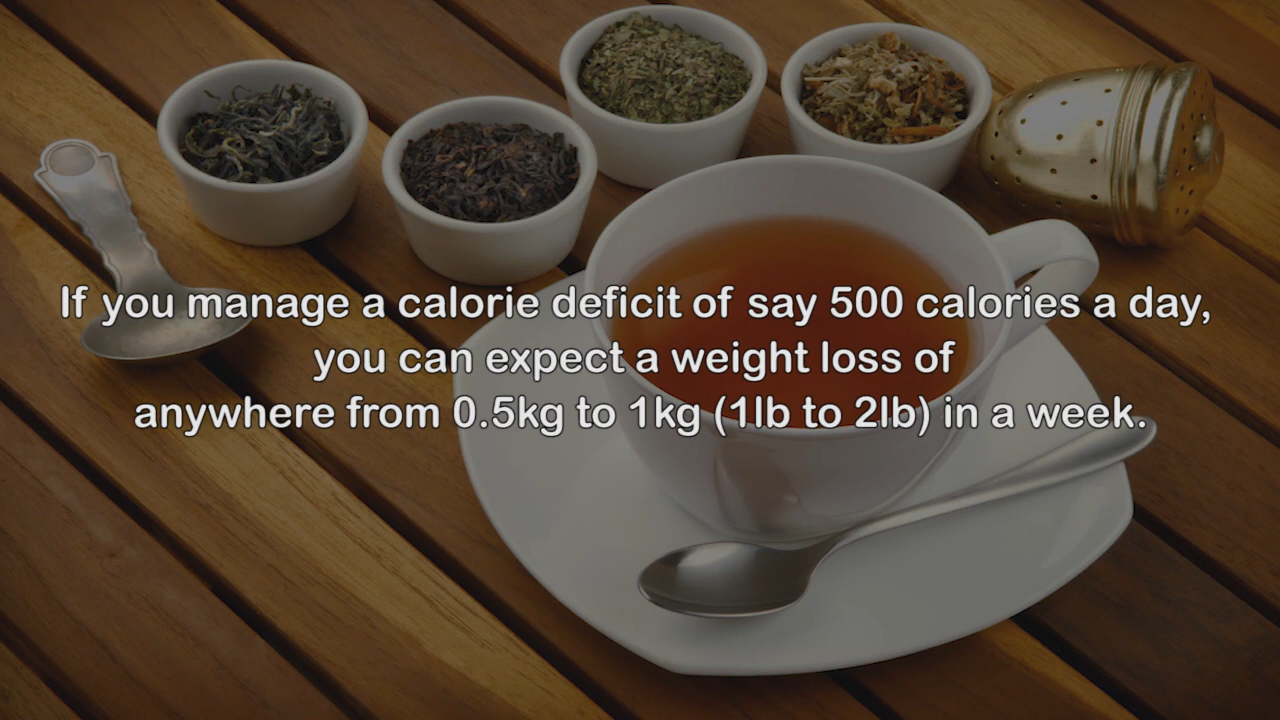 If you manage a calorie deficit of say 500 calories a day,
you can expect a weight loss of
anywhere from 0.5kg to 1kg (1lb to 2lb) in a week.